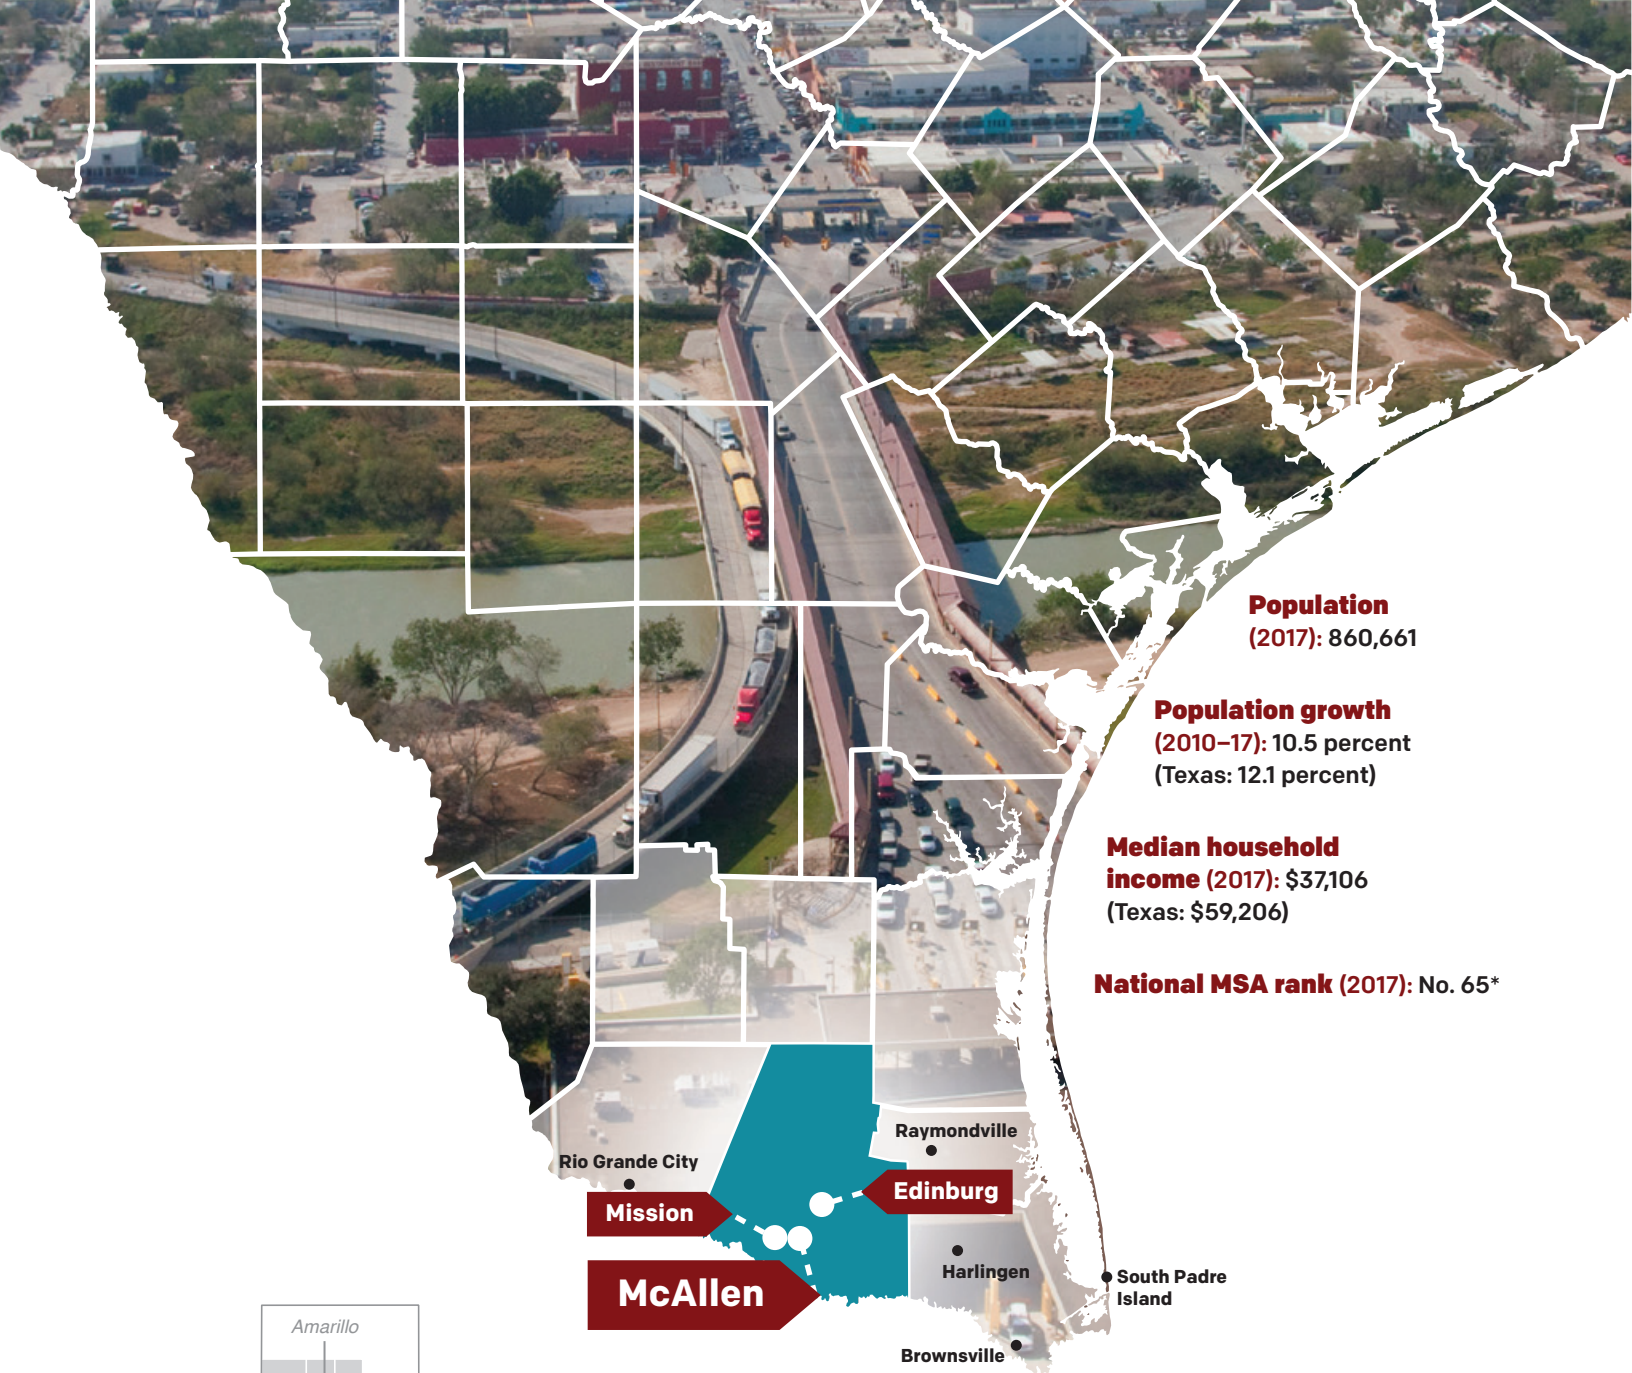 Population
(2017): 860,661
Population growth
(2010–17): 10.5 percent
(Texas: 12.1 percent)
Median household
income (2017): $37,106
(Texas: $59,206)
National MSA rank (2017): No. 65*
Raymondville
Rio Grande City
Edinburg
Mission
Harlingen
McAllen
South Padre
Island
Brownsville
Amarillo